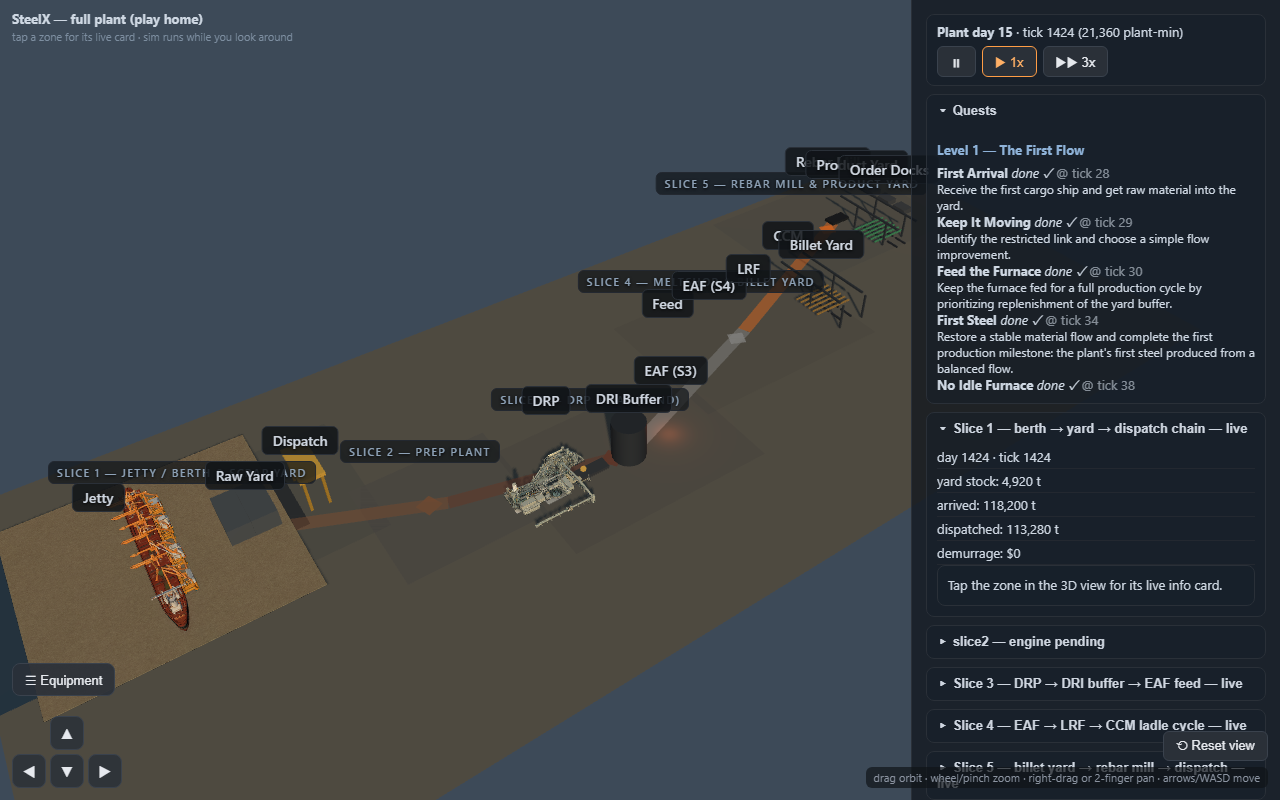 SteelX — full plant (play home)
tap a zone for its live card · sim runs while you look around
Pro
Order Docks
SLICE 5 — REBAR MILL & PRODUCT YARD
CCM
Billet Yard
LRF
SLICE 4 —
BILLET YARD
EAF (S4)
Feed
EAF (S3)
DRP
DRI Buffer
Dispatch
SLICE 2 — PREP PLANT
SLICE 1 — JETTY / BERTH
YARD
Raw Yard
Jetty
☰ Equipment
▲
◀ ▼ ▶
Plant day 15 · tick 1424 (21,360 plant-min)
⏸ ▶ 1x ▶▶ 3x
▾ Quests
Level 1 — The First Flow
First Arrival done ✓ @ tick 28
Receive the first cargo ship and get raw material into the
yard.
Keep It Moving done ✓ @ tick 29
Identify the restricted link and choose a simple flow
improvement.
Feed the Furnace done ✓ @ tick 30
Keep the furnace fed for a full production cycle by
prioritizing replenishment of the yard buffer.
First Steel done ✓ @ tick 34
Restore a stable material flow and complete the first
production milestone: the plant's first steel produced from a
balanced flow.
No Idle Furnace done ✓ @ tick 38
▾ Slice 1 — berth → yard → dispatch chain — live
day 1424 · tick 1424
yard stock: 4,920 t
arrived: 118,200 t
dispatched: 113,280 t
demurrage: $0
Tap the zone in the 3D view for its live info card.
▸ slice2 — engine pending
▸ Slice 3 — DRP → DRI buffer → EAF feed — live
▸ Slice 4 — EAF → LRF → CCM ladle cycle — live
⟲ Reset view
▸ Slice 5 — billet yard → rebar mill → dispatch —
live
drag orbit · wheel/pinch zoom · right-drag or 2-finger pan · arrows/WASD move